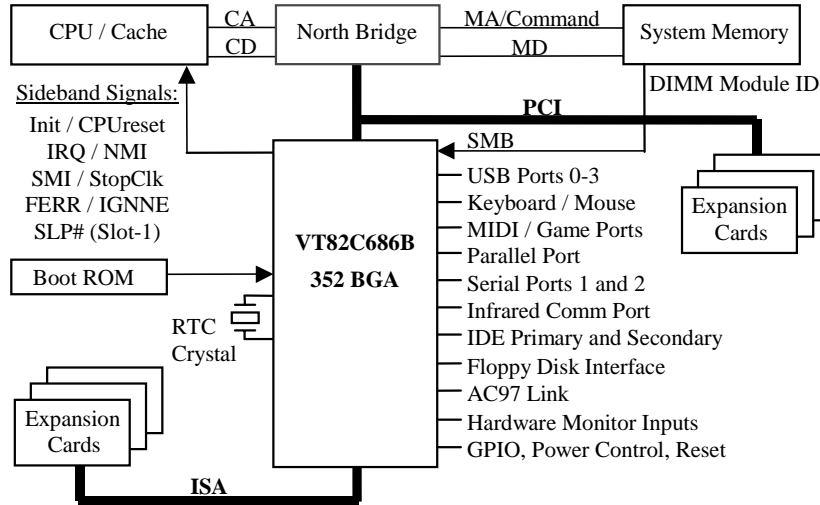 CPU / Cache
CA
CD
North Bridge
MA/Command
MD
System Memory
DIMM Module ID
Sideband Signals:
Init / CPUreset
IRQ / NMI
SMI / StopClk
FERR / IGNNE
SLP# (Slot-1)
PCI
SMB
Expansion
Cards
VT82C686B
352 BGA
USB Ports 0-3
Keyboard / Mouse
MIDI / Game Ports
Parallel Port
Serial Ports 1 and 2
Infrared Comm Port
IDE Primary and Secondary
Floppy Disk Interface
AC97 Link
Hardware Monitor Inputs
GPIO, Power Control, Reset
Boot ROM
RTC
Crystal
Expansion
Cards
ISA